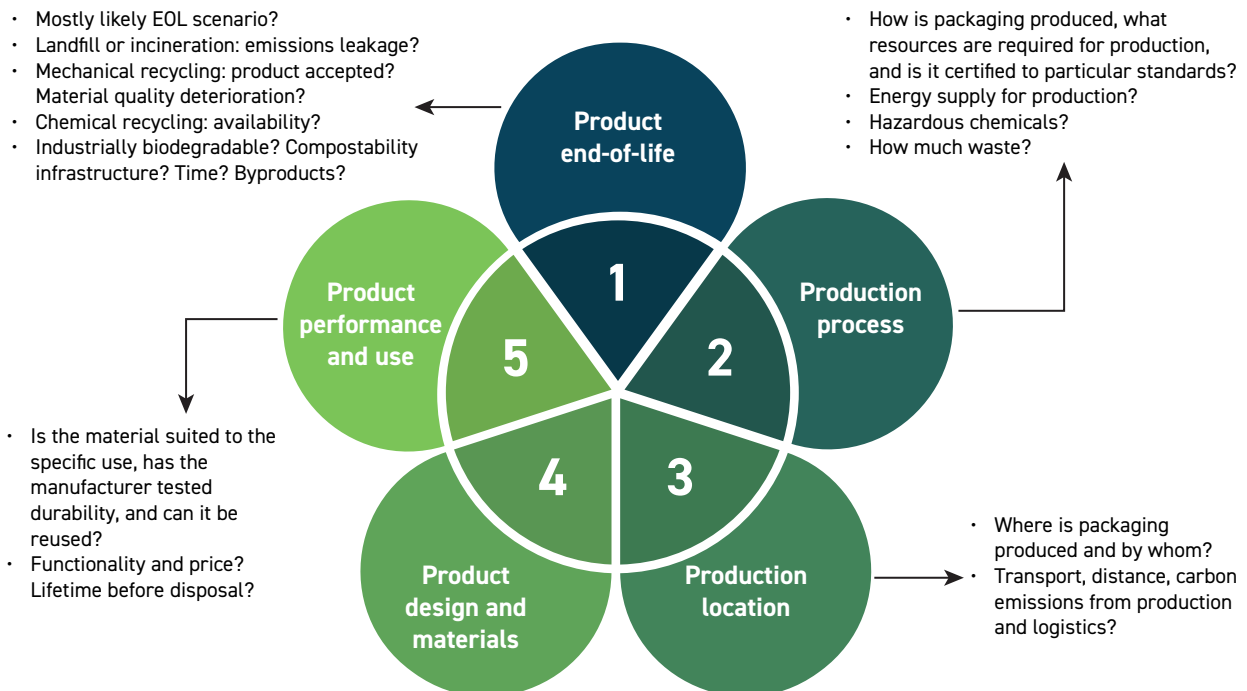 • Mostly likely EOL scenario?
• Landfill or incineration: emissions leakage?
• Mechanical recycling: product accepted?
Material quality deterioration?
• Chemical recycling: availability?
• Industrially biodegradable? Compostability
infrastructure? Time? Byproducts?
• How is packaging produced, what
resources are required for production,
and is it certified to particular standards?
• Energy supply for production?
• Hazardous chemicals?
• How much waste?
Product
end-of-life
1
Production
process
2
Production
location
3
Product
design and
materials
4
Product
performance
and use
5
• Is the material suited to the
specific use, has the
manufacturer tested
durability, and can it be
reused?
• Functionality and price?
Lifetime before disposal?
• Where is packaging
produced and by whom?
• Transport, distance, carbon
emissions from production
and logistics?